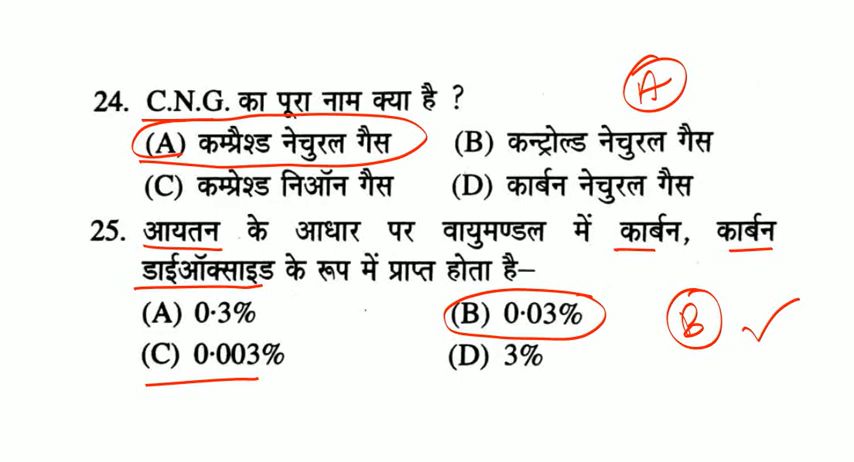 24. C.N.G. का पूरा नाम क्या है ? A
(A) कम्प्रैश्ड नेचुरल गैस (B) कन्ट्रोल्ड नेचुरल गैस
(C) कम्प्रेश्ड निऑन गैस (D) कार्बन नेचुरल गैस
25. आयतन के आधार पर वायुमण्डल में कार्बन, कार्बन
डाईऑक्साइड के रूप में प्राप्त होता है–
(A) 0·3% (B) 0·03% B
(C) 0·003% (D) 3%